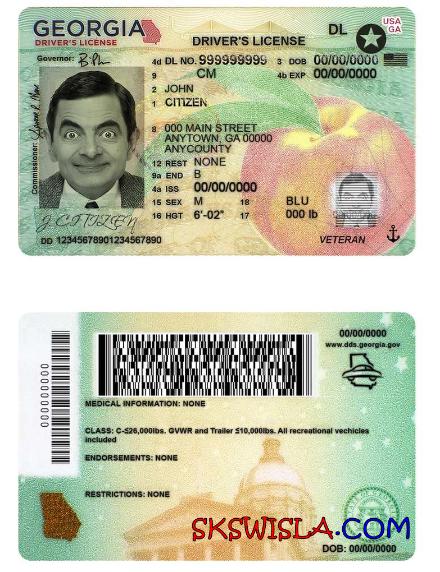 GEORGIA
DRIVER'S LICENSE
DRIVER'S LICENSE
DL
USA
GA
Governor:
4d DL NO. 999999999 3 DOB 00/00/0000
9 CM 4b EXP 00/00/0000
2 JOHN
1 CITIZEN
8 000 MAIN STREET
ANYTOWN, GA 00000
ANYCOUNTY
12 REST NONE
9a END B
4a ISS 00/00/0000
15 SEX M 18 BLU
16 HGT 6'-02" 17 000 lb
Commissioner:
J C I T I Z E N
DD 12345678901234567890
VETERAN
00/00/0000
www.dds.georgia.gov
0000000000
MEDICAL INFORMATION: NONE
CLASS: C-≤26,000lbs. GVWR and Trailer ≤10,000lbs. All recreational vechicles
included
ENDORSEMENTS: NONE
RESTRICTIONS: NONE
SKSWISLA.COM
DOB: 00/00/0000